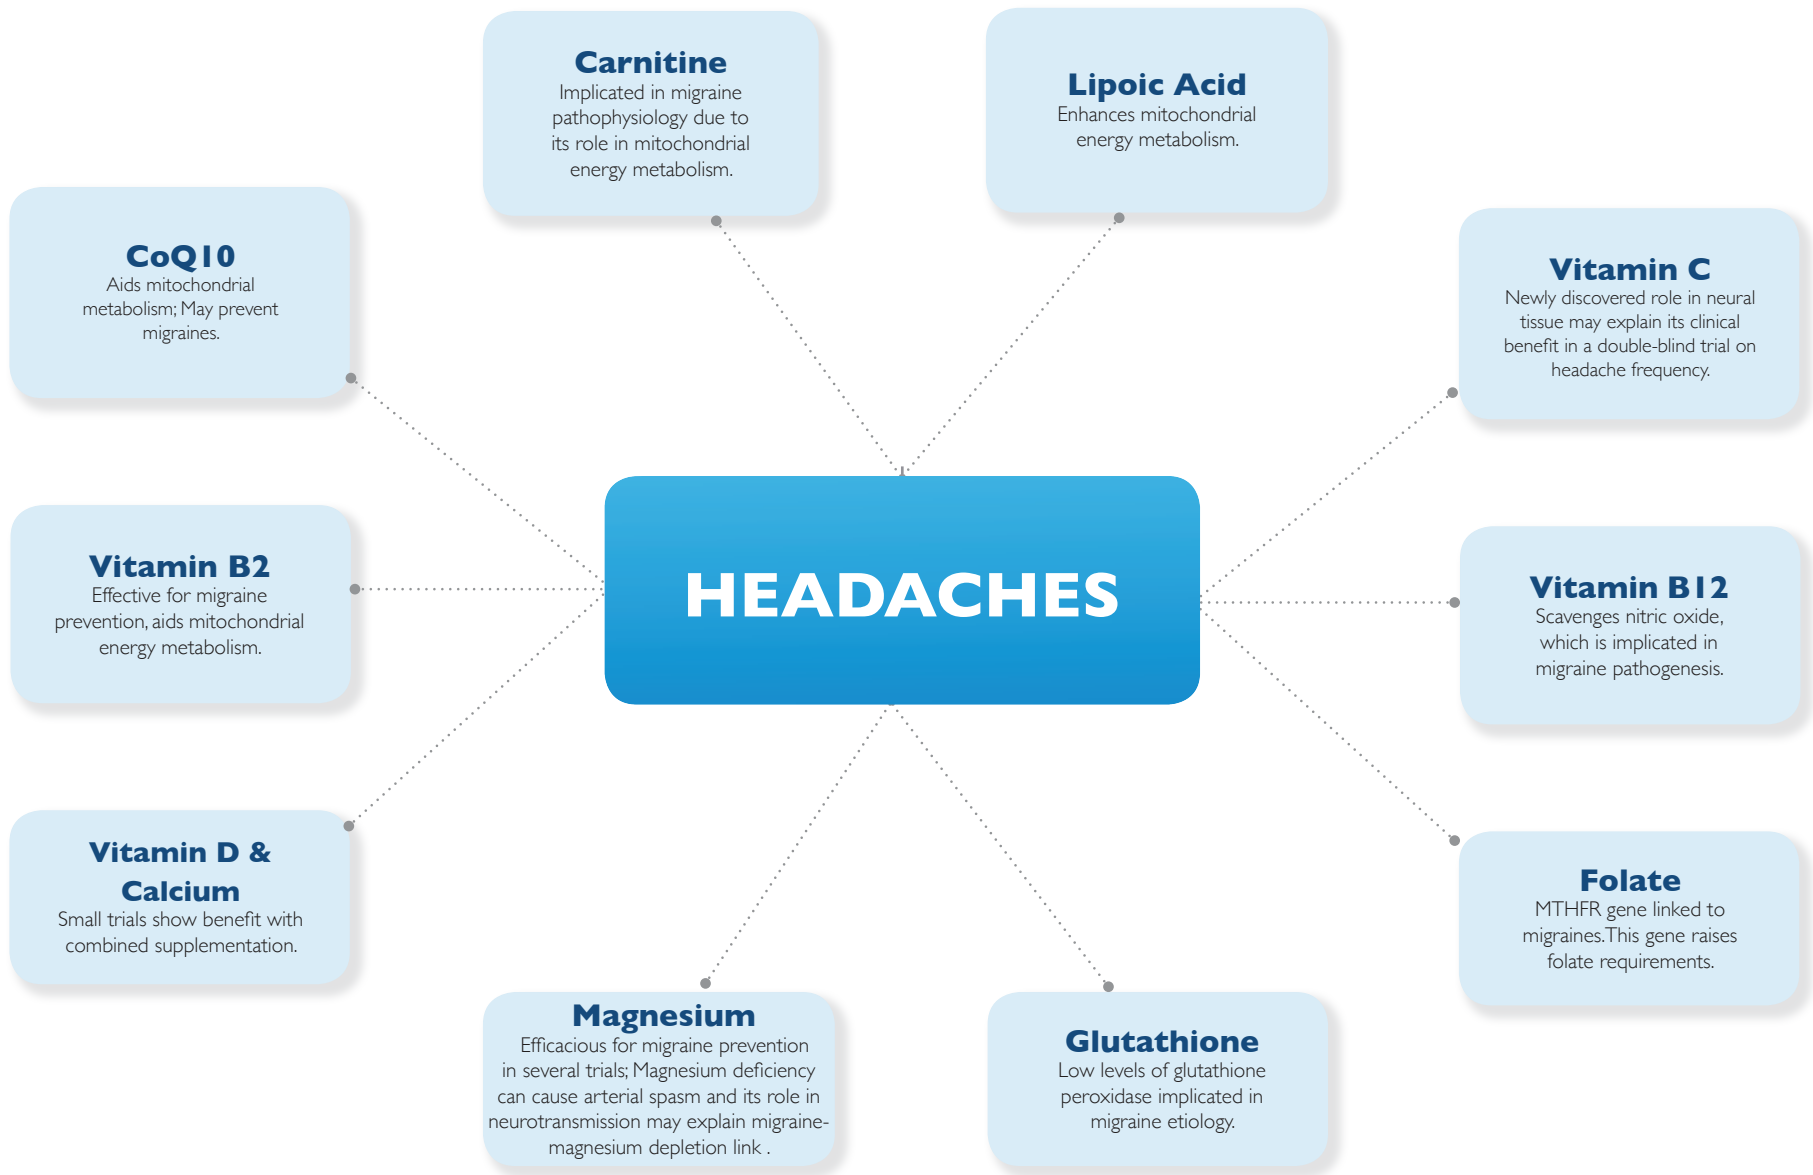 Carnitine
Implicated in migraine
pathophysiology due to
its role in mitochondrial
energy metabolism.
Lipoic Acid
Enhances mitochondrial
energy metabolism.
CoQ10
Aids mitochondrial
metabolism; May prevent
migraines.
Vitamin C
Newly discovered role in neural
tissue may explain its clinical
benefit in a double-blind trial on
headache frequency.
HEADACHES
Vitamin B2
Effective for migraine
prevention, aids mitochondrial
energy metabolism.
Vitamin B12
Scavenges nitric oxide,
which is implicated in
migraine pathogenesis.
Vitamin D &
Calcium
Small trials show benefit with
combined supplementation.
Folate
MTHFR gene linked to
migraines. This gene raises
folate requirements.
Magnesium
Efficacious for migraine prevention
in several trials; Magnesium deficiency
can cause arterial spasm and its role in
neurotransmission may explain migraine-
magnesium depletion link .
Glutathione
Low levels of glutathione
peroxidase implicated in
migraine etiology.